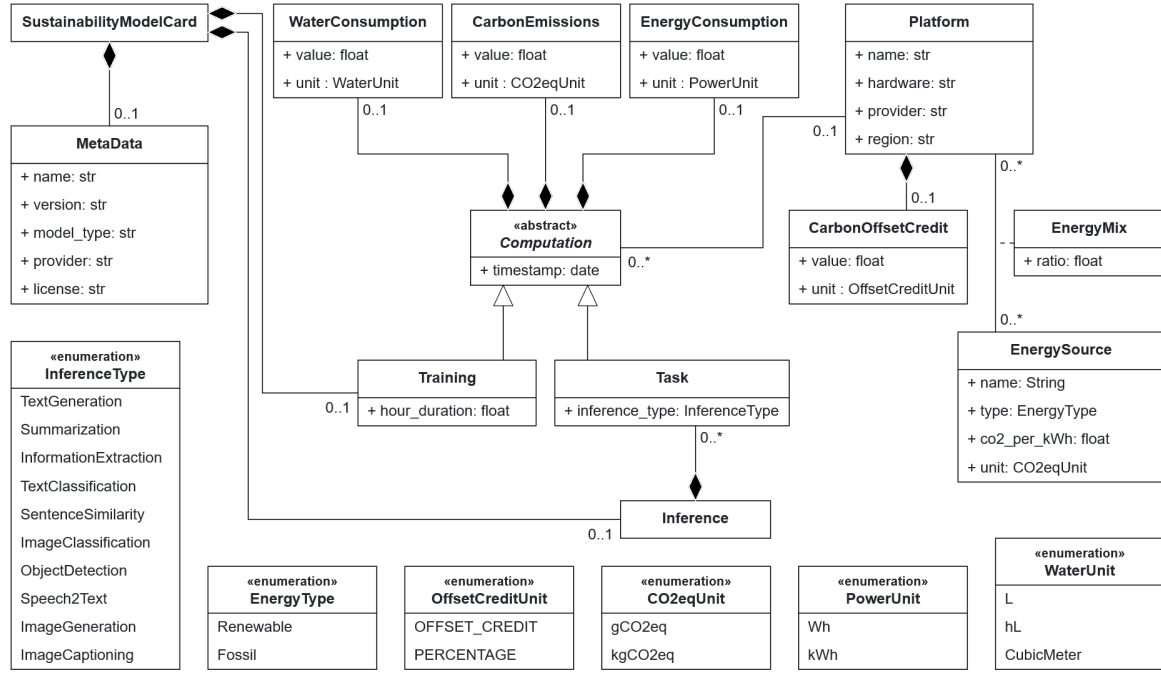 SustainabilityModelCard
0..1
MetaData
+ name: str
+ version: str
+ model_type: str
+ provider: str
+ license: str
WaterConsumption
+ value: float
+ unit : WaterUnit
0..1
CarbonEmissions
+ value: float
+ unit : CO2eqUnit
0..1
EnergyConsumption
+ value: float
+ unit : PowerUnit
0..1
Platform
+ name: str
+ hardware: str
+ provider: str
+ region: str
0..1
0..*
0..1
«abstract»
Computation
+ timestamp: date
0..*
CarbonOffsetCredit
+ value: float
+ unit : OffsetCreditUnit
EnergyMix
+ ratio: float
0..*
EnergySource
+ name: String
+ type: EnergyType
+ co2_per_kWh: float
+ unit: CO2eqUnit
Training
+ hour_duration: float
0..1
Task
+ inference_type: InferenceType
0..*
Inference
0..1
«enumeration»
InferenceType
TextGeneration
Summarization
InformationExtraction
TextClassification
SentenceSimilarity
ImageClassification
ObjectDetection
Speech2Text
ImageGeneration
ImageCaptioning
«enumeration»
EnergyType
Renewable
Fossil
«enumeration»
OffsetCreditUnit
OFFSET_CREDIT
PERCENTAGE
«enumeration»
CO2eqUnit
gCO2eq
kgCO2eq
«enumeration»
PowerUnit
Wh
kWh
«enumeration»
WaterUnit
L
hL
CubicMeter